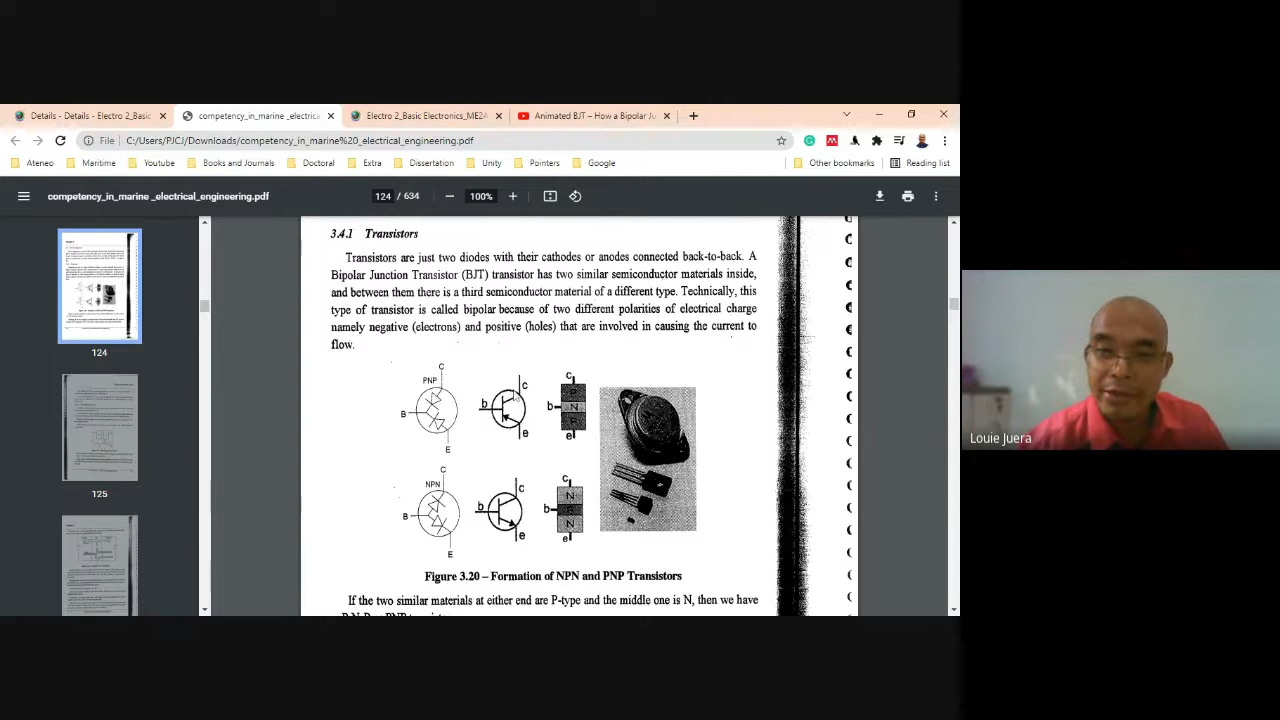 Details - Details - Electro 2_Basic
competency_in_marine_electrica
Electro 2_Basic Electronics_ME2A
Animated BJT – How a Bipolar Ju
File
C:/Users/PJCJ/Downloads/competency_in_marine%20_electrical_engineering.pdf
Ateneo
Maritime
Youtube
Books and Journals
Doctoral
Extra
Dissertation
Unity
Pointers
Google
Other bookmarks
Reading list
competency_in_marine _electrical_engineering.pdf
124 / 634
100%
3.4.1 Transistors
Transistors are just two diodes with their cathodes or anodes connected back-to-back. A
Bipolar Junction Transistor (BJT) transistor has two similar semiconductor materials inside,
and between them there is a third semiconductor material of a different type. Technically, this
type of transistor is called bipolar because of two different polarities of electrical charge
namely negative (electrons) and positive (holes) that are involved in causing the current to
flow.
C
PNP
B
E
c
b
e
c
b
N
e
C
NPN
B
E
c
b
e
c
N
b
N
e
Figure 3.20 – Formation of NPN and PNP Transistors
If the two similar materials at either end are P-type and the middle one is N, then we have
124
125
Louie Juera